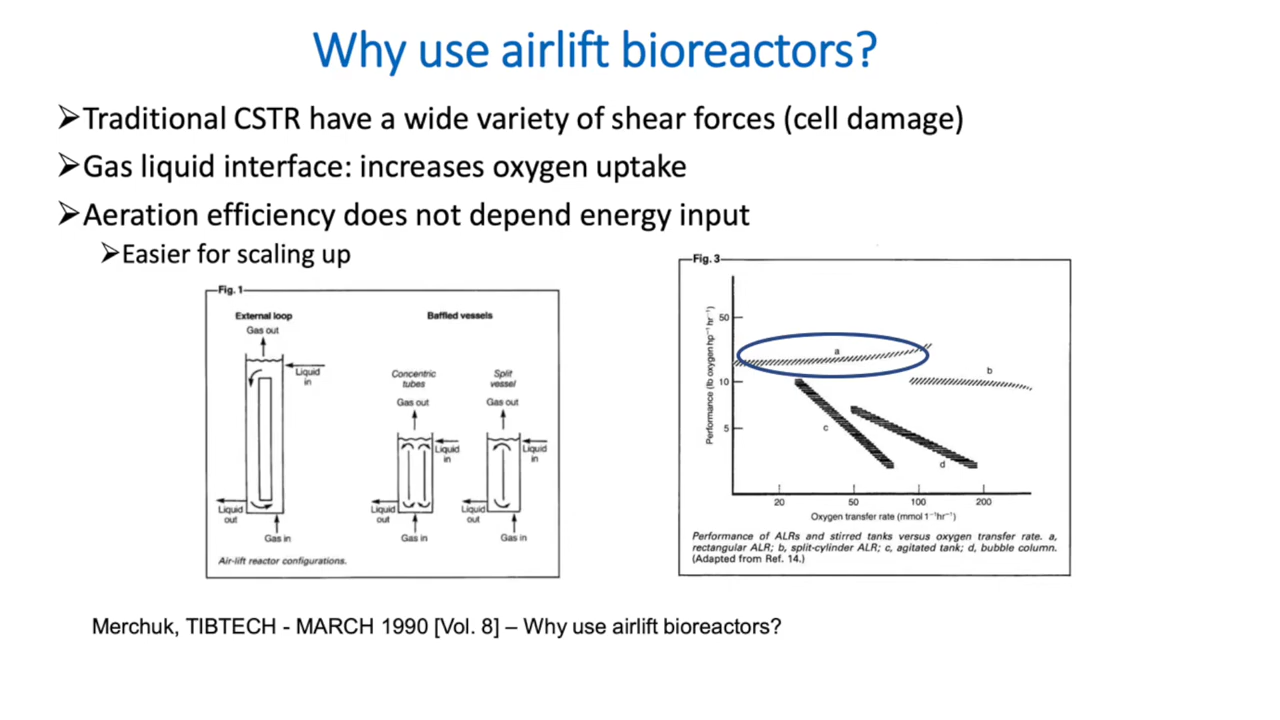 Why use airlift bioreactors?
➢Traditional CSTR have a wide variety of shear forces (cell damage)
➢Gas liquid interface: increases oxygen uptake
➢Aeration efficiency does not depend energy input
➢Easier for scaling up
Fig. 1
External loop
Gas out
Liquid
in
Liquid
out
Gas in
Baffled vessels
Concentric
tubes
Gas out
Liquid
in
Liquid
out
Gas in
Split
vessel
Gas out
Liquid
in
Liquid
out
Gas in
Air-lift reactor configurations.
Fig. 3
Performance (lb oxygen hp⁻¹ hr⁻¹)
50
10
5
a
b
c
d
20
50
100
200
Oxygen transfer rate (mmol 1⁻¹hr⁻¹)
Performance of ALRs and stirred tanks versus oxygen transfer rate. a,
rectangular ALR; b, split-cylinder ALR; c, agitated tank; d, bubble column.
(Adapted from Ref. 14.)
Merchuk, TIBTECH - MARCH 1990 [Vol. 8] – Why use airlift bioreactors?